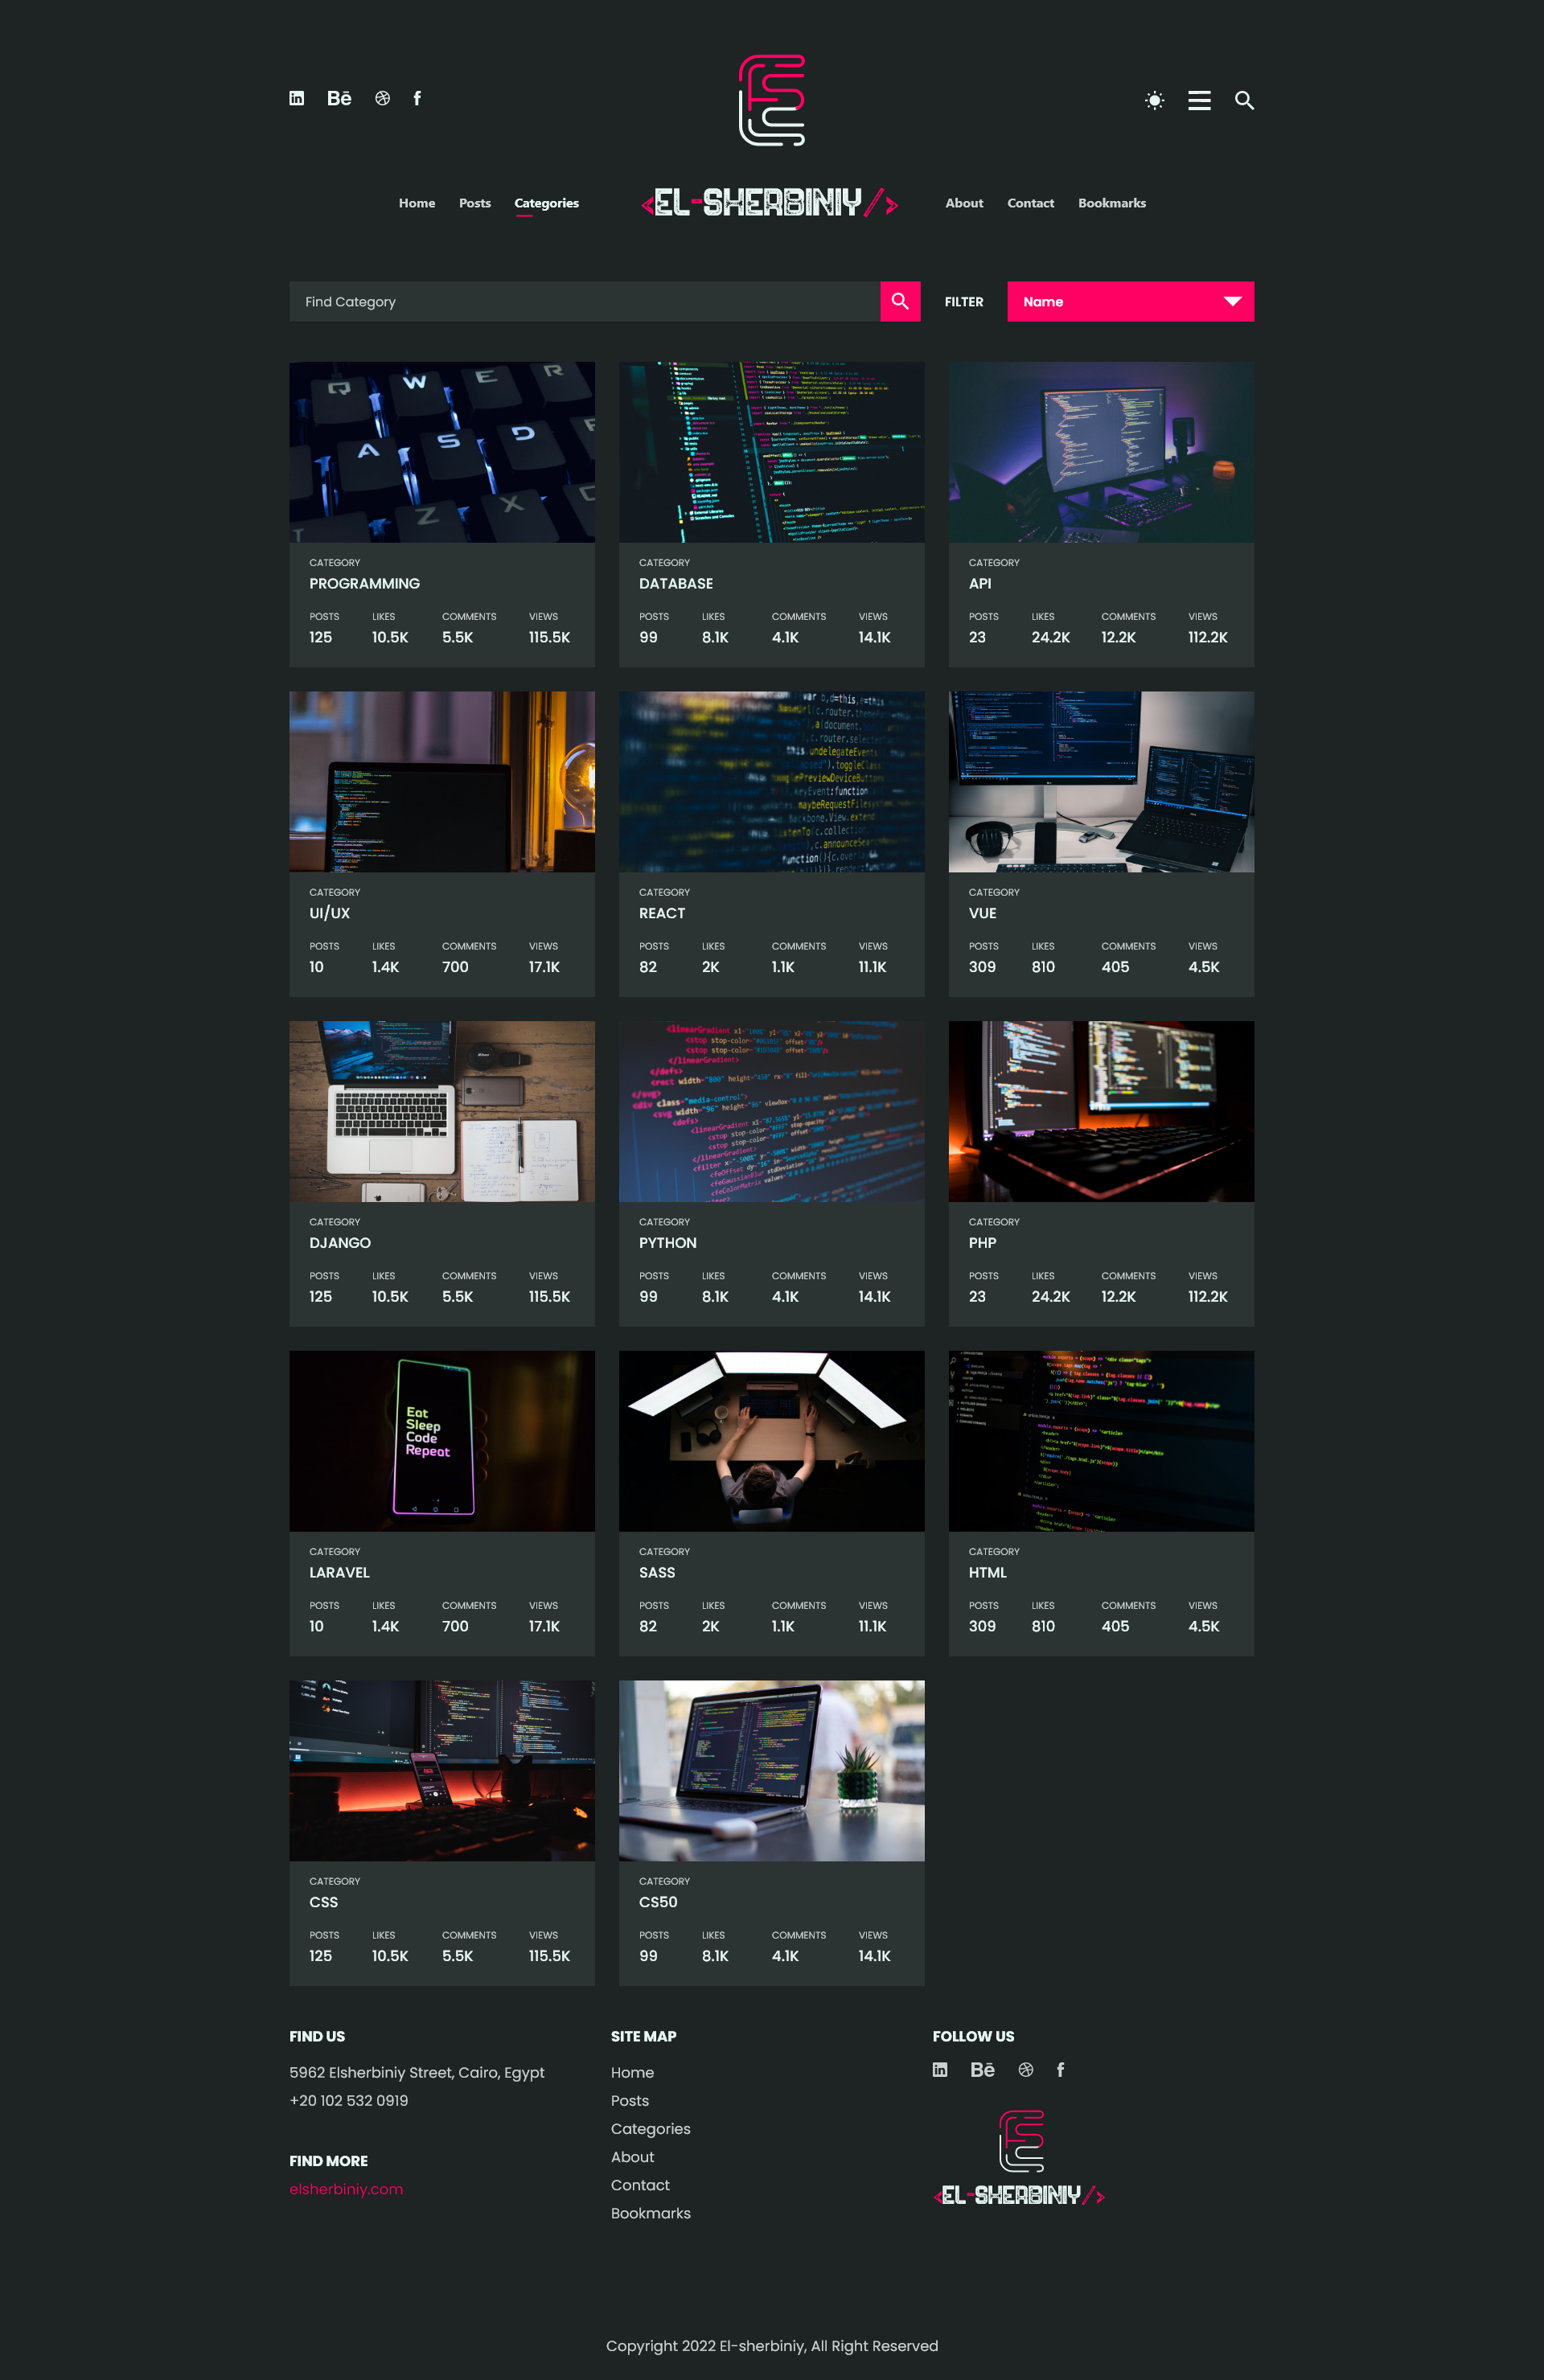 Bē
Home Posts Categories
<EL-SHERBINIY/>
About Contact Bookmarks
Find Category
FILTER
Name
Q W E R
A S D F
Z X C
CATEGORY
PROGRAMMING
POSTS LIKES COMMENTS VIEWS
125 10.5K 5.5K 115.5K
CATEGORY
DATABASE
POSTS LIKES COMMENTS VIEWS
99 8.1K 4.1K 14.1K
CATEGORY
API
POSTS LIKES COMMENTS VIEWS
23 24.2K 12.2K 112.2K
CATEGORY
UI/UX
POSTS LIKES COMMENTS VIEWS
10 1.4K 700 17.1K
CATEGORY
REACT
POSTS LIKES COMMENTS VIEWS
82 2K 1.1K 11.1K
CATEGORY
VUE
POSTS LIKES COMMENTS VIEWS
309 810 405 4.5K
CATEGORY
DJANGO
POSTS LIKES COMMENTS VIEWS
125 10.5K 5.5K 115.5K
CATEGORY
PYTHON
POSTS LIKES COMMENTS VIEWS
99 8.1K 4.1K 14.1K
CATEGORY
PHP
POSTS LIKES COMMENTS VIEWS
23 24.2K 12.2K 112.2K
Eat
Sleep
Code
Repeat
CATEGORY
LARAVEL
POSTS LIKES COMMENTS VIEWS
10 1.4K 700 17.1K
CATEGORY
SASS
POSTS LIKES COMMENTS VIEWS
82 2K 1.1K 11.1K
CATEGORY
HTML
POSTS LIKES COMMENTS VIEWS
309 810 405 4.5K
CATEGORY
CSS
POSTS LIKES COMMENTS VIEWS
125 10.5K 5.5K 115.5K
CATEGORY
CS50
POSTS LIKES COMMENTS VIEWS
99 8.1K 4.1K 14.1K
FIND US
5962 Elsherbiniy Street, Cairo, Egypt
+20 102 532 0919
FIND MORE
elsherbiniy.com
SITE MAP
Home
Posts
Categories
About
Contact
Bookmarks
FOLLOW US
Bē
<EL-SHERBINIY/>
Copyright 2022 El-sherbiniy, All Right Reserved